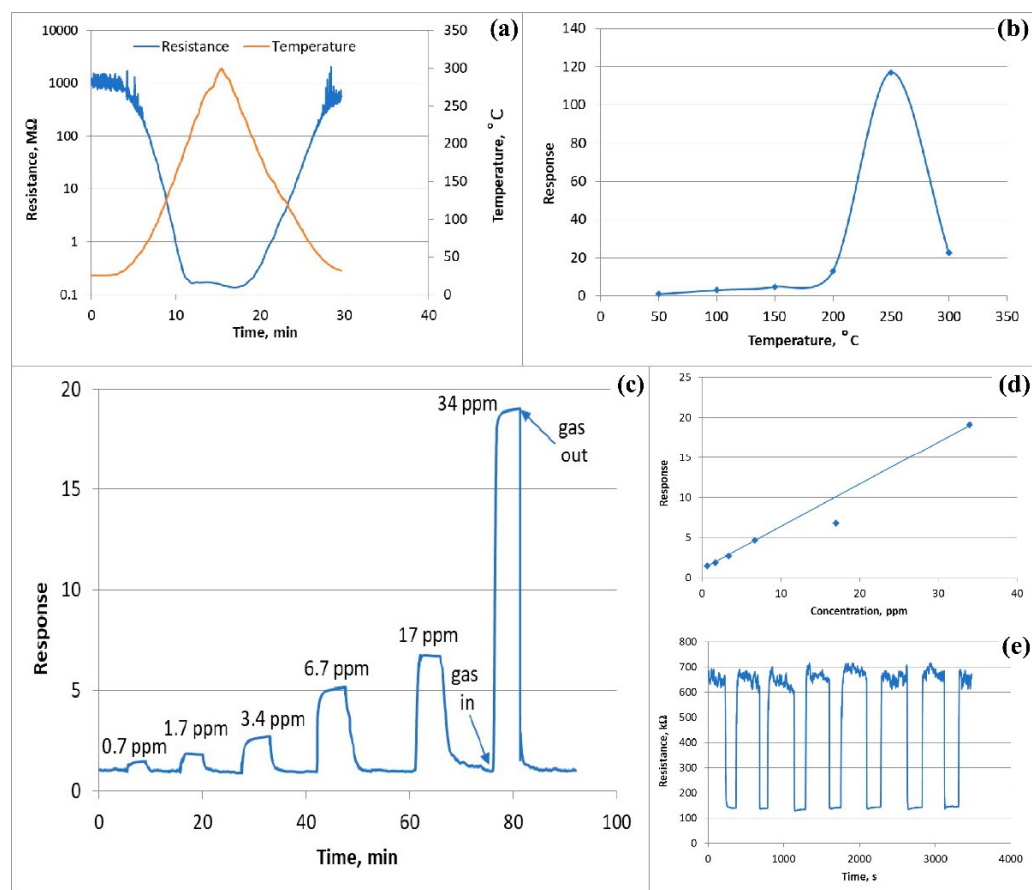 (a)
Resistance Temperature
10000
1000
100
10
1
0.1
350
300
250
200
150
100
50
0
0 10 20 30 40
Resistance, MΩ
Temperature, °C
Time, min
(b)
140
120
100
80
60
40
20
0
0 50 100 150 200 250 300 350
Response
Temperature, °C
(c)
20
15
10
5
0
0 20 40 60 80 100
Response
Time, min
0.7 ppm
1.7 ppm
3.4 ppm
6.7 ppm
17 ppm
34 ppm
gas
in
gas
out
(d)
25
20
15
10
5
0
0 10 20 30 40
Response
Concentration, ppm
(e)
800
700
600
500
400
300
200
100
0
0 1000 2000 3000 4000
Resistance, kΩ
Time, s